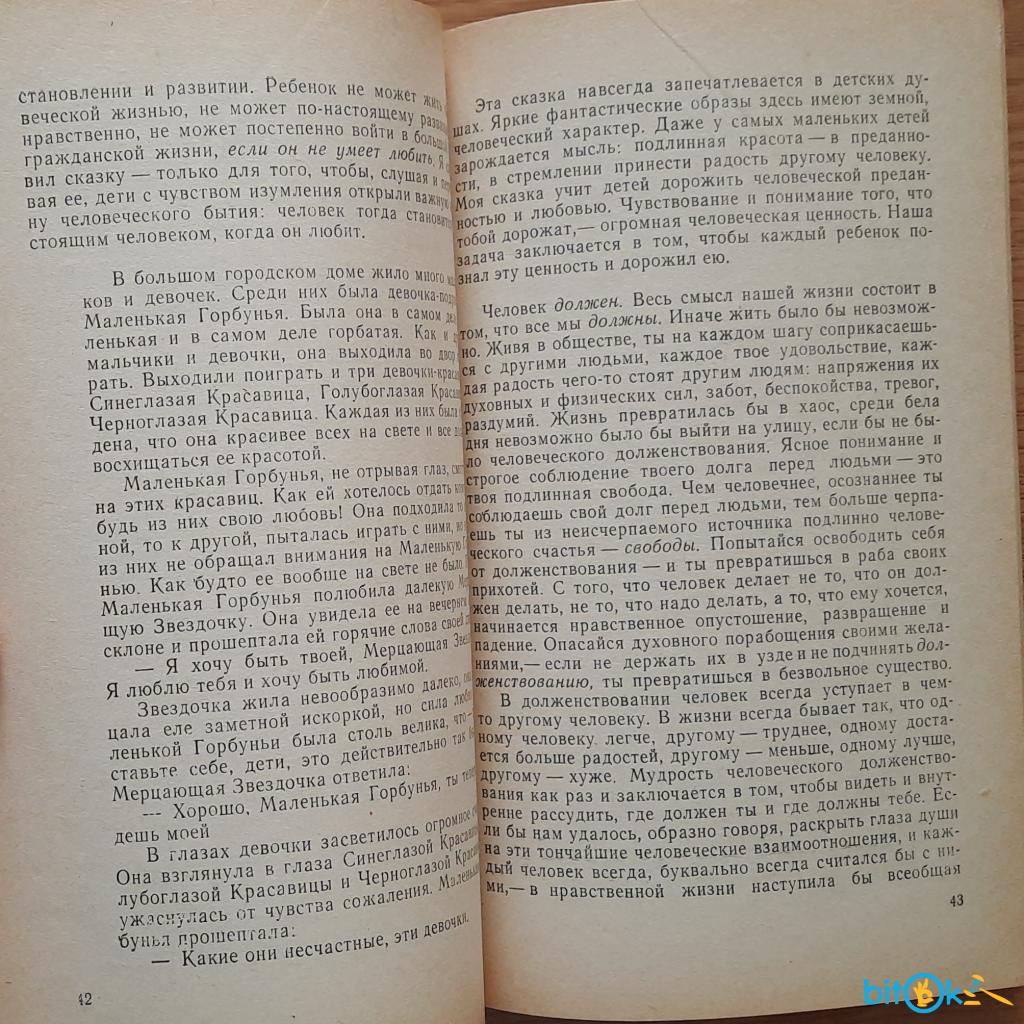 становлении и развитии. Ребенок не может жить
веческой жизнью, не может по-настоящему
нравственно, не может постепенно войти в
гражданской жизни, если он не умеет любить. Я
вил сказку — только для того, чтобы, слушая и
вая ее, дети с чувством изумления открыли
ну человеческого бытия: человек тогда
стоящим человеком, когда он любит.
В большом городском доме жило много
ков и девочек. Среди них была
Маленькая Горбунья. Была она в самом
ленькая и в самом деле горбатая. Как и
мальчики и девочки, она выходила во двор
рать. Выходили поиграть и три
Синеглазая Красавица, Голубоглазая
Черноглазая Красавица. Каждая из них была
дена, что она красивее всех на свете и все
восхищаться ее красотой.
Маленькая Горбунья, не отрывая глаз,
на этих красавиц. Как ей хотелось отдать
будь из них свою любовь! Она подходила то
ной, то к другой, пыталась играть с ними,
из них не обращал внимания на Маленькую
нью. Как будто ее вообще на свете не было.
Маленькая Горбунья полюбила далекую
щую Звездочку. Она увидела ее на
склоне и прошептала ей горячие слова своей
— Я хочу быть твоей, Мерцающая
Я люблю тебя и хочу быть любимой.
Звездочка жила невообразимо далеко,
цала еле заметной искоркой, но сила
ленькой Горбуньи была столь велика, что —
ставьте себе, дети, это действительно так
Мерцающая Звездочка ответила:
--- Хорошо, Маленькая Горбунья, ты
дешь моей
В глазах девочки засветилось огромное
Она взглянула в глаза Синеглазой
лубоглазой Красавицы и Черноглазой
ужаснулась от чувства сожаления.
бунья прошептала:
— Какие они несчастные, эти девочки.
42
Эта сказка навсегда запечатлевается в детских ду-
шах. Яркие фантастические образы здесь имеют земной,
человеческий характер. Даже у самых маленьких детей
зарождается мысль: подлинная красота — в преданно-
сти, в стремлении принести радость другому человеку.
Моя сказка учит детей дорожить человеческой предан-
ностью и любовью. Чувствование и понимание того, что
тобой дорожат,— огромная человеческая ценность. Наша
задача заключается в том, чтобы каждый ребенок по-
знал эту ценность и дорожил ею.
Человек должен. Весь смысл нашей жизни состоит в
том, что все мы должны. Иначе жить было бы невозмож-
но. Живя в обществе, ты на каждом шагу соприкасаешь-
ся с другими людьми, каждое твое удовольствие, каж-
дая радость чего-то стоят другим людям: напряжения их
духовных и физических сил, забот, беспокойства, тревог,
раздумий. Жизнь превратилась бы в хаос, среди бела
дня невозможно было бы выйти на улицу, если бы не бы-
ло человеческого долженствования. Ясное понимание и
строгое соблюдение твоего долга перед людьми — это
твоя подлинная свобода. Чем человечнее, осознаннее ты
соблюдаешь свой долг перед людьми, тем больше черпа-
ешь ты из неисчерпаемого источника подлинно челове-
ческого счастья — свободы. Попытайся освободить себя
от долженствования — и ты превратишься в раба своих
прихотей. С того, что человек делает не то, что он дол-
жен делать, не то, что надо делать, а то, что ему хочется,
начинается нравственное опустошение, развращение и
падение. Опасайся духовного порабощения своими жела-
ниями,— если не держать их в узде и не подчинять дол-
женствованию, ты превратишься в безвольное существо.
В долженствовании человек всегда уступает в чем-
то другому человеку. В жизни всегда бывает так, что од-
ному человеку легче, другому — труднее, одному доста-
ется больше радостей, другому — меньше, одному лучше,
другому — хуже. Мудрость человеческого долженство-
вания как раз и заключается в том, чтобы видеть и внут-
ренне рассудить, где должен ты и где должны тебе. Ес-
ли бы нам удалось, образно говоря, раскрыть глаза души
на эти тончайшие человеческие взаимоотношения, и каж-
дый человек всегда, буквально всегда считался бы с ни-
ми,— в нравственной жизни наступила бы всеобщая
43
bitok